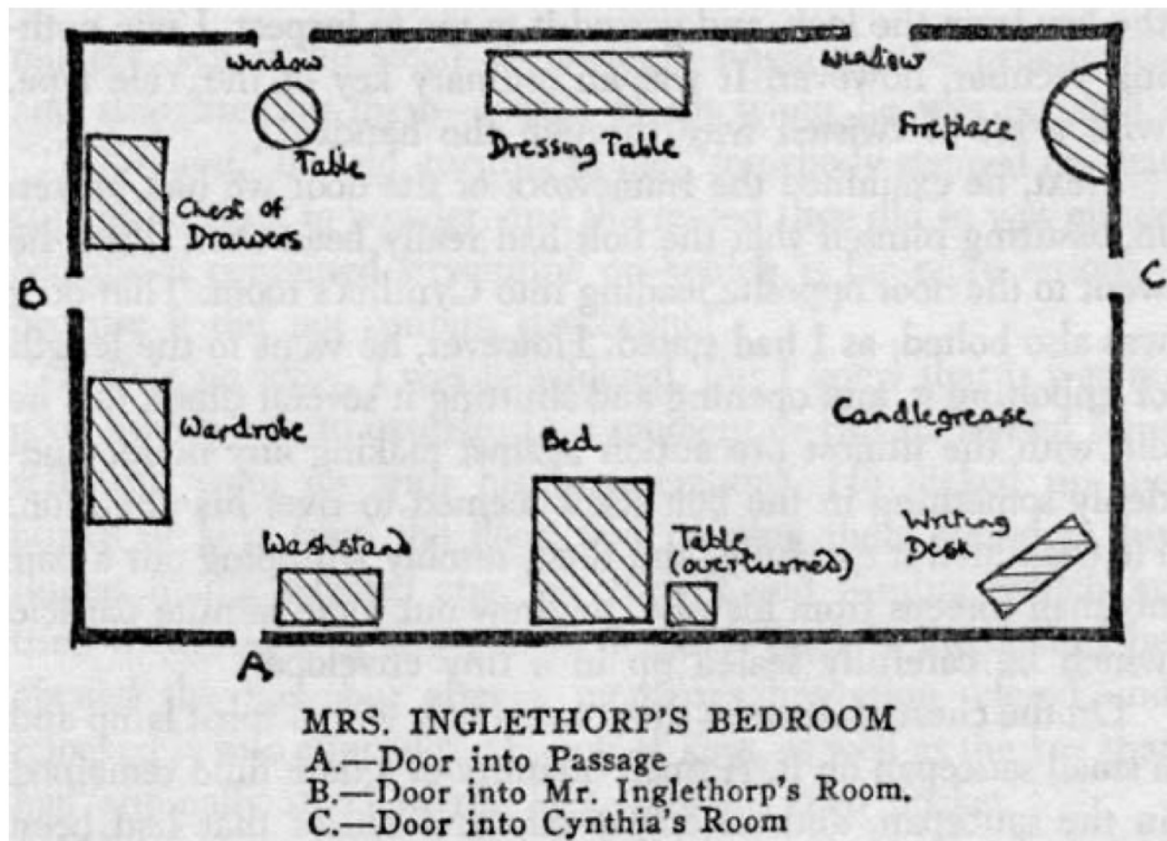 Window
Window
Table
Dressing Table
Fireplace
Chest of
Drawers
B
C
Wardrobe
Bed
Candlegrease
Washstand
Table
(overturned)
Writing
Desk
A
MRS. INGLETHORP'S BEDROOM
A.—Door into Passage
B.—Door into Mr. Inglethorp's Room.
C.—Door into Cynthia's Room